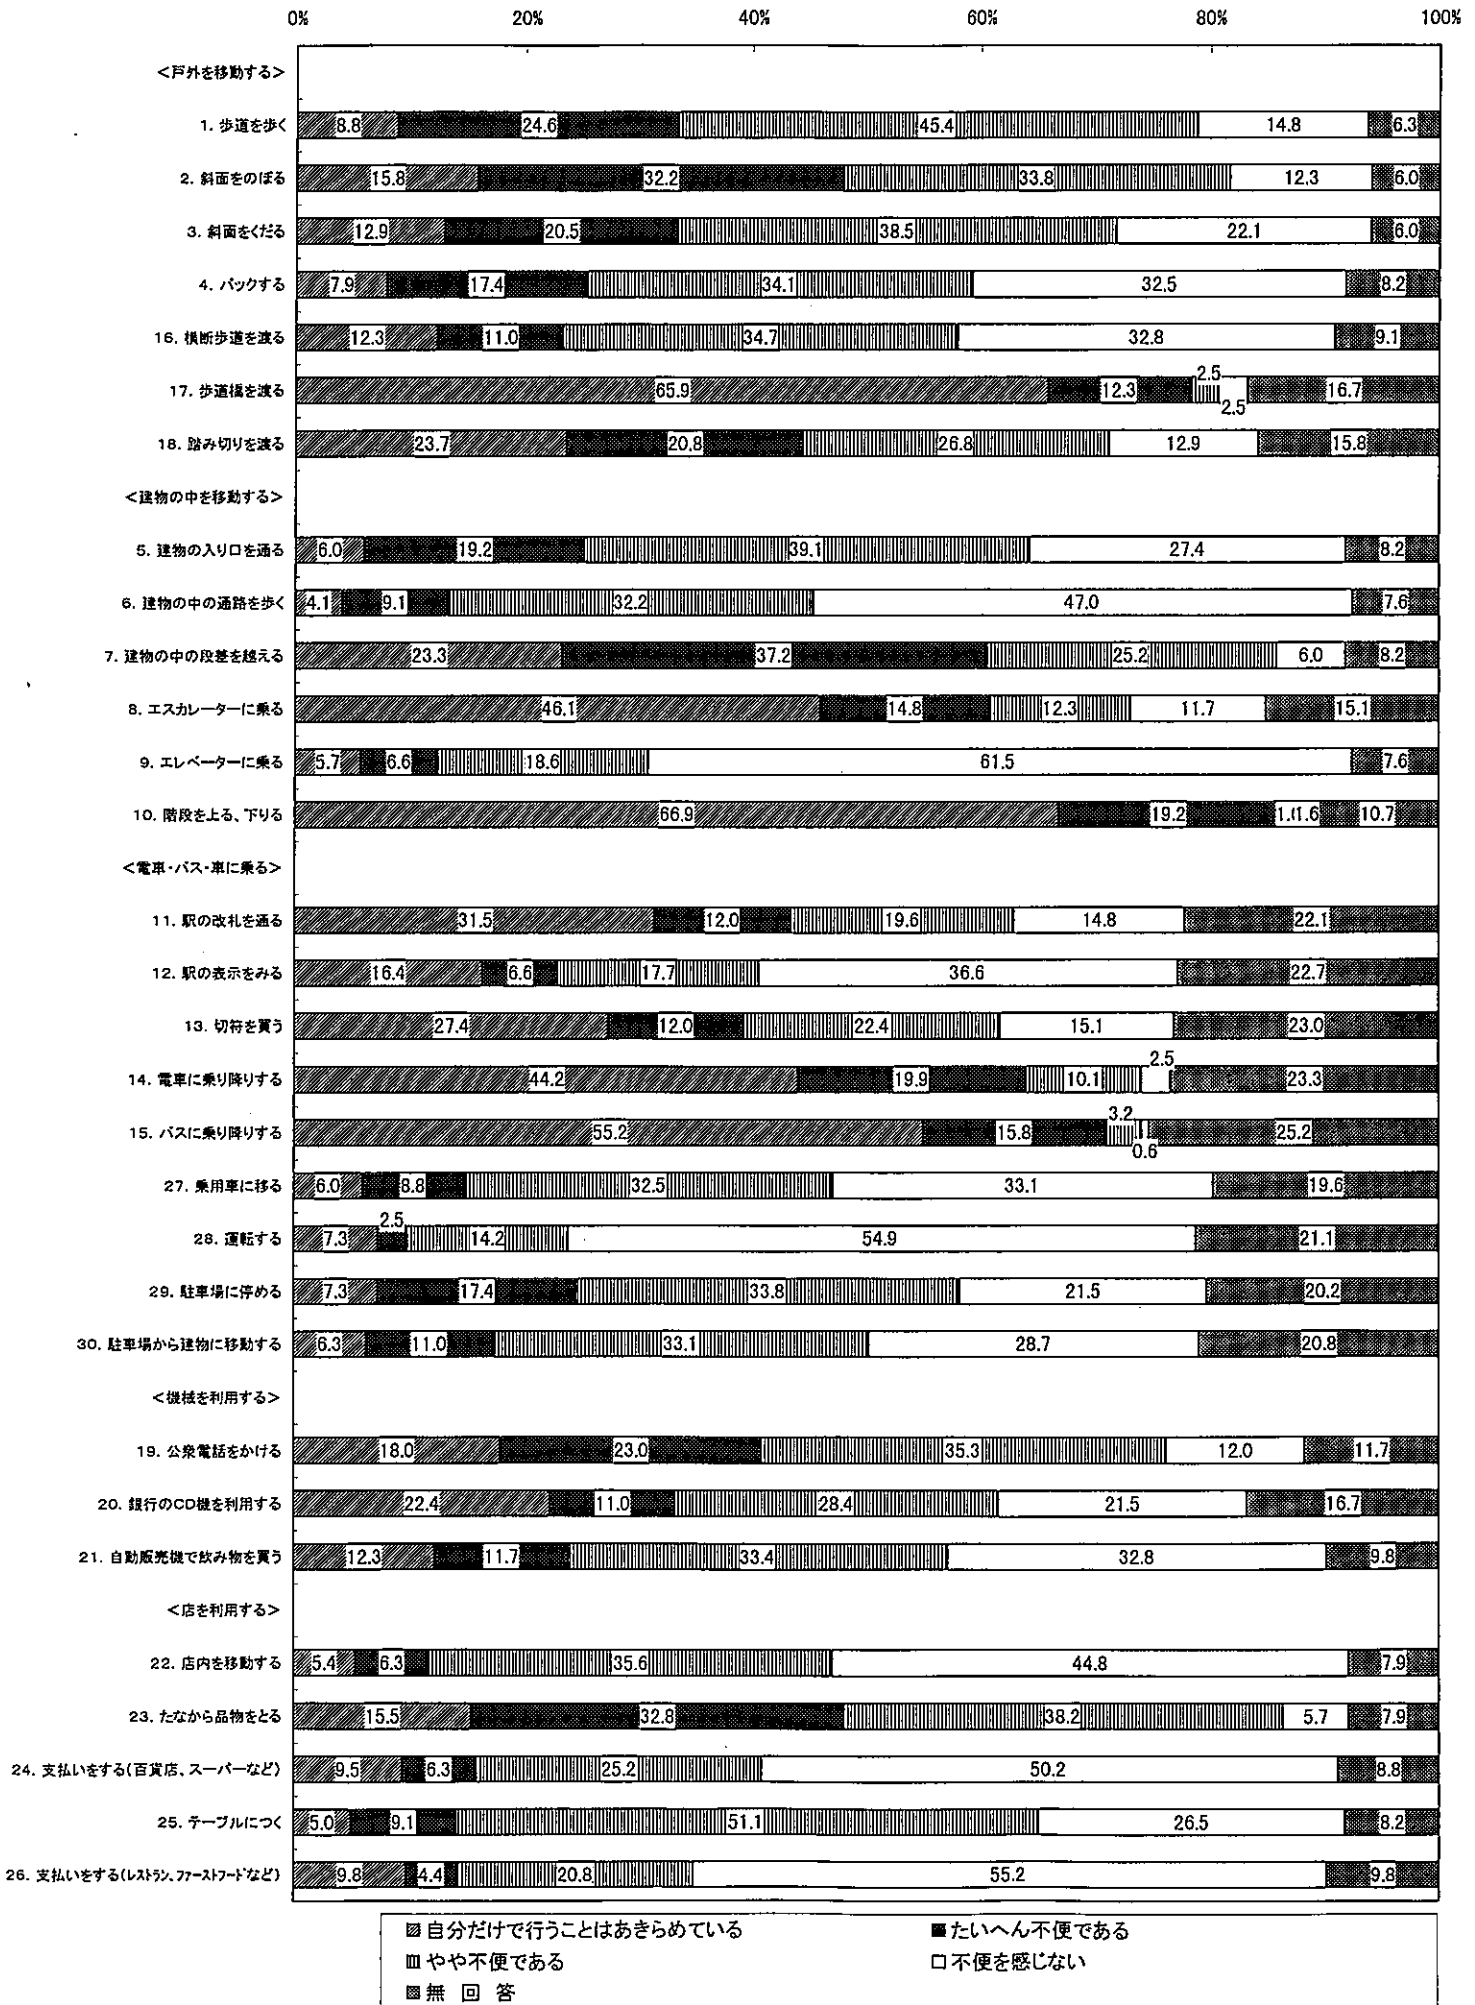 0% 20% 40% 60% 80% 100%
<戸外を移動する>
1. 歩道を歩く 8.8 24.6 45.4 14.8 6.3
2. 斜面をのぼる 15.8 32.2 33.8 12.3 6.0
3. 斜面をくだる 12.9 20.5 38.5 22.1 6.0
4. バックする 7.9 17.4 34.1 32.5 8.2
16. 横断歩道を渡る 12.3 11.0 34.7 32.8 9.1
17. 歩道橋を渡る 65.9 12.3 2.5 2.5 16.7
18. 踏み切りを渡る 23.7 20.8 26.8 12.9 15.8
<建物の中を移動する>
5. 建物の入り口を通る 6.0 19.2 39.1 27.4 8.2
6. 建物の中の通路を歩く 4.1 9.1 32.2 47.0 7.6
7. 建物の中の段差を越える 23.3 37.2 25.2 6.0 8.2
8. エスカレーターに乗る 46.1 14.8 12.3 11.7 15.1
9. エレベーターに乗る 5.7 6.6 18.6 61.5 7.6
10. 階段を上る、下りる 66.9 19.2 1.6 10.7
<電車・バス・車に乗る>
11. 駅の改札を通る 31.5 12.0 19.6 14.8 22.1
12. 駅の表示をみる 16.4 6.6 17.7 36.6 22.7
13. 切符を買う 27.4 12.0 22.4 15.1 23.0
14. 電車に乗り降りする 44.2 19.9 10.1 2.5 23.3
15. バスに乗り降りする 55.2 15.8 3.2 0.6 25.2
27. 乗用車に移る 6.0 8.8 32.5 33.1 19.6
28. 運転する 7.3 2.5 14.2 54.9 21.1
29. 駐車場に停める 7.3 17.4 33.8 21.5 20.2
30. 駐車場から建物に移動する 6.3 11.0 33.1 28.7 20.8
<機械を利用する>
19. 公衆電話をかける 18.0 23.0 35.3 12.0 11.7
20. 銀行のCD機を利用する 22.4 11.0 28.4 21.5 16.7
21. 自動販売機で飲み物を買う 12.3 11.7 33.4 32.8 9.8
<店を利用する>
22. 店内を移動する 5.4 6.3 35.6 44.8 7.9
23. たなから品物をとる 15.5 32.8 38.2 5.7 7.9
24. 支払いをする(百貨店、スーパーなど) 9.5 6.3 25.2 50.2 8.8
25. テーブルにつく 5.0 9.1 51.1 26.5 8.2
26. 支払いをする(レストラン、ファーストフードなど) 9.8 4.4 20.8 55.2 9.8
自分だけで行うことはあきらめている たいへん不便である
やや不便である 不便を感じない
無 回 答